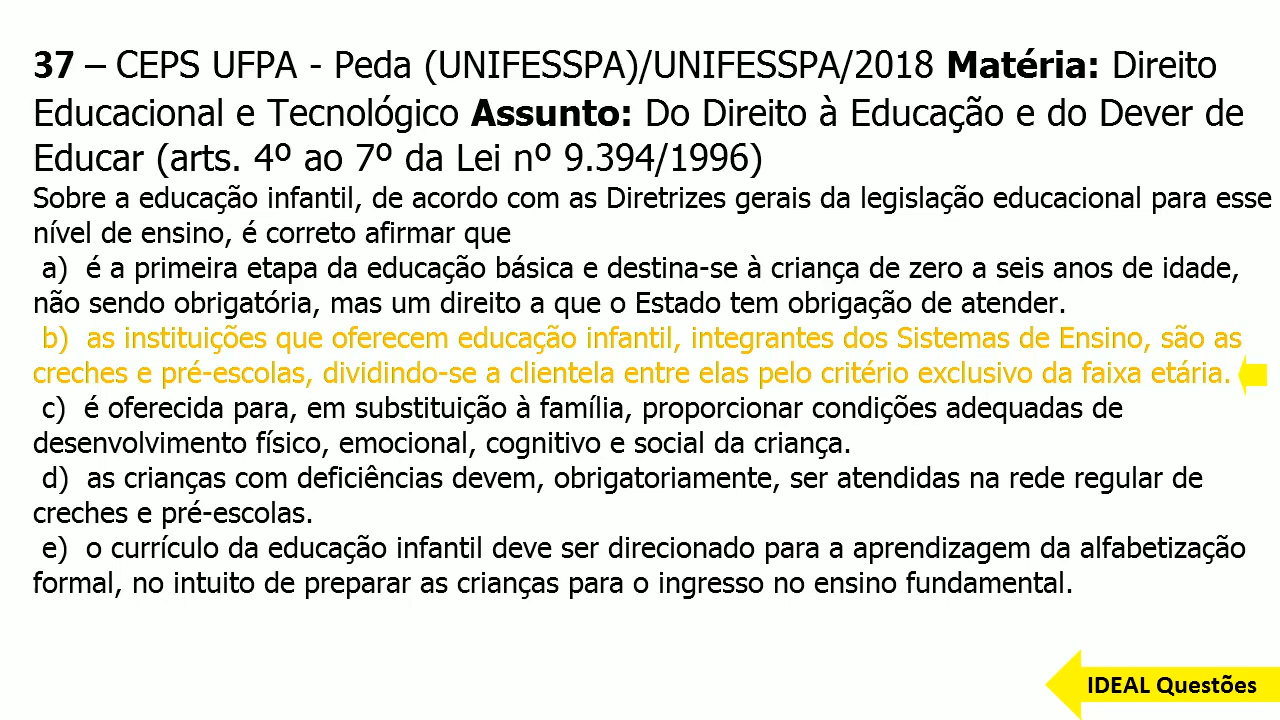 37 – CEPS UFPA - Peda (UNIFESSPA)/UNIFESSPA/2018 Matéria: Direito
Educacional e Tecnológico Assunto: Do Direito à Educação e do Dever de
Educar (arts. 4º ao 7º da Lei nº 9.394/1996)
Sobre a educação infantil, de acordo com as Diretrizes gerais da legislação educacional para esse
nível de ensino, é correto afirmar que
a) é a primeira etapa da educação básica e destina-se à criança de zero a seis anos de idade,
não sendo obrigatória, mas um direito a que o Estado tem obrigação de atender.
b) as instituições que oferecem educação infantil, integrantes dos Sistemas de Ensino, são as
creches e pré-escolas, dividindo-se a clientela entre elas pelo critério exclusivo da faixa etária.
c) é oferecida para, em substituição à família, proporcionar condições adequadas de
desenvolvimento físico, emocional, cognitivo e social da criança.
d) as crianças com deficiências devem, obrigatoriamente, ser atendidas na rede regular de
creches e pré-escolas.
e) o currículo da educação infantil deve ser direcionado para a aprendizagem da alfabetização
formal, no intuito de preparar as crianças para o ingresso no ensino fundamental.
IDEAL Questões